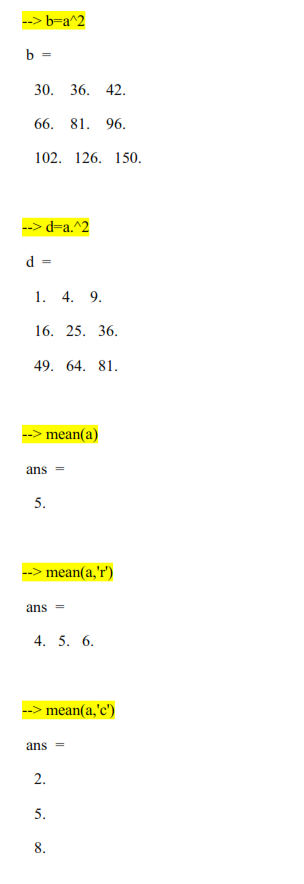 --> b=a^2
b =
30. 36. 42.
66. 81. 96.
102. 126. 150.
--> d=a.^2
d =
1. 4. 9.
16. 25. 36.
49. 64. 81.
--> mean(a)
ans =
5.
--> mean(a,'r')
ans =
4. 5. 6.
--> mean(a,'c')
ans =
2.
5.
8.